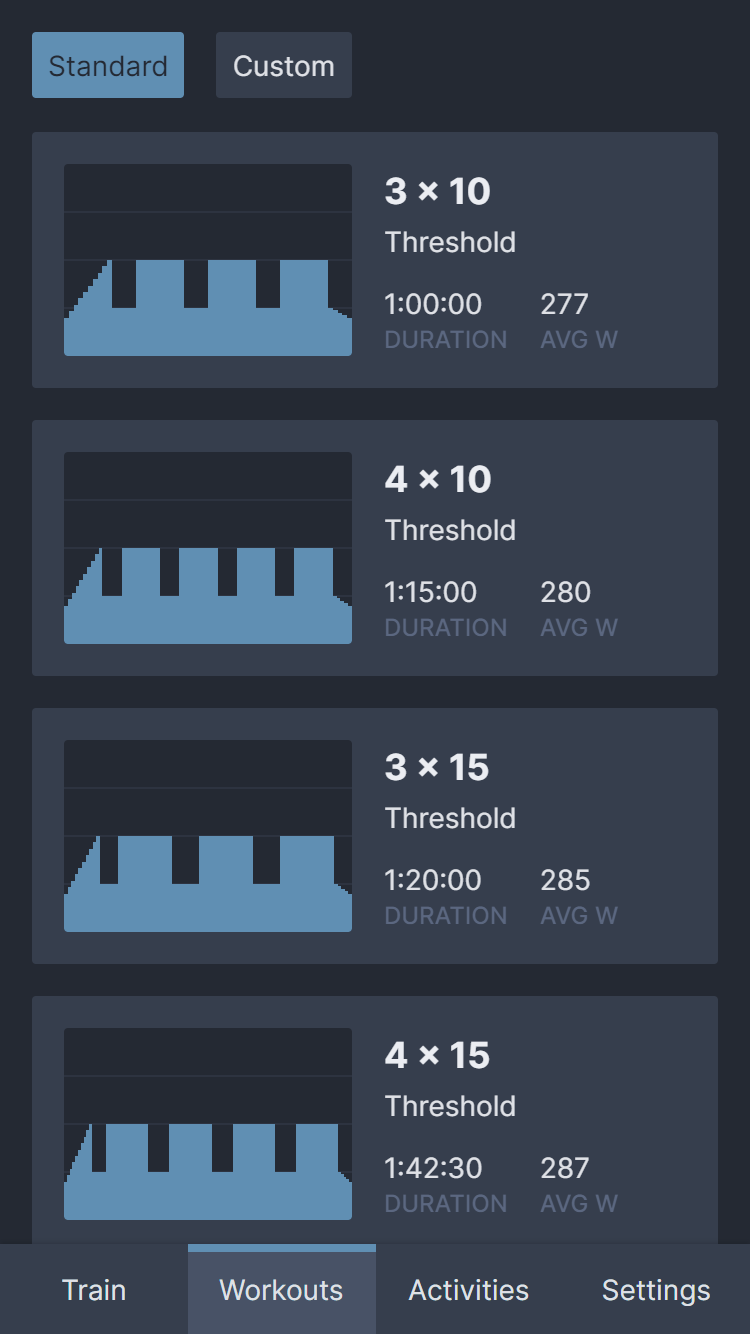 Standard Custom
3 × 10
Threshold
1:00:00 277
DURATION AVG W
4 × 10
Threshold
1:15:00 280
DURATION AVG W
3 × 15
Threshold
1:20:00 285
DURATION AVG W
4 × 15
Threshold
1:42:30 287
DURATION AVG W
Train Workouts Activities Settings